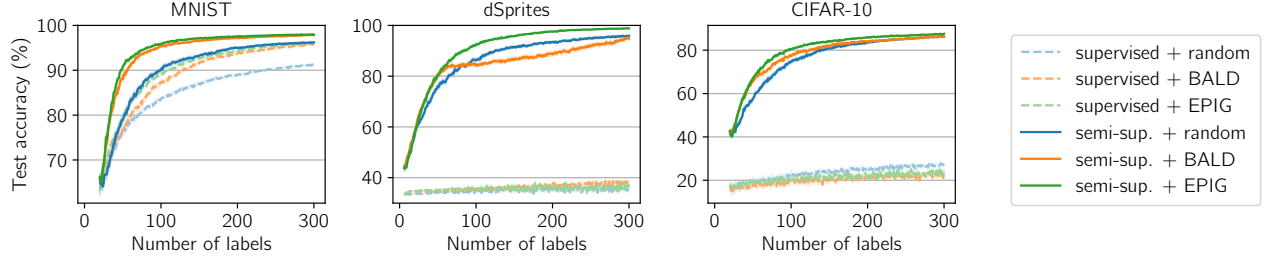 MNIST
dSprites
CIFAR-10
Test accuracy (%)
100
90
80
70
0
100
200
300
Number of labels
100
80
60
40
0
100
200
300
Number of labels
80
60
40
20
0
100
200
300
Number of labels
supervised + random
supervised + BALD
supervised + EPIG
semi-sup. + random
semi-sup. + BALD
semi-sup. + EPIG